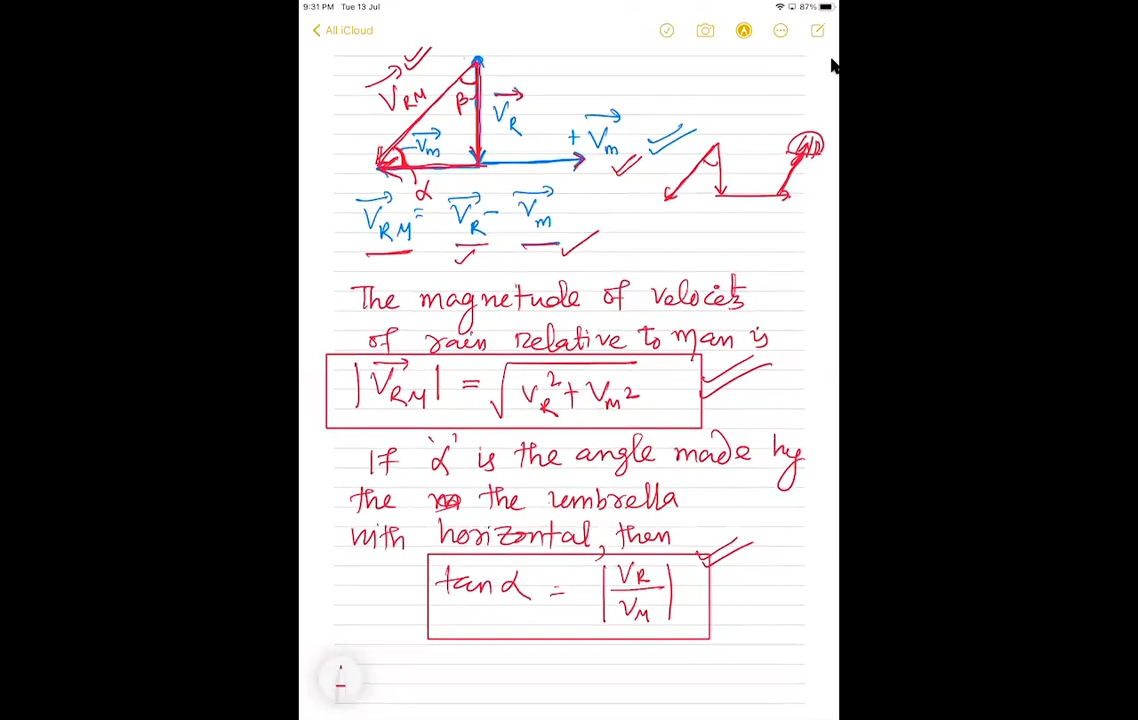 9:31 PM Tue 13 Jul 87%
All iCloud
V_RM
β
V_R
V_m
+ V_m
α
V_RM = V_R - V_m
The magnetude of
of rain relative to man is
|V_RM| = √V_R² + V_m²
If 'α' is the angle made by
the the umbrella
with horizontal, then
tan α = |V_R / V_M|